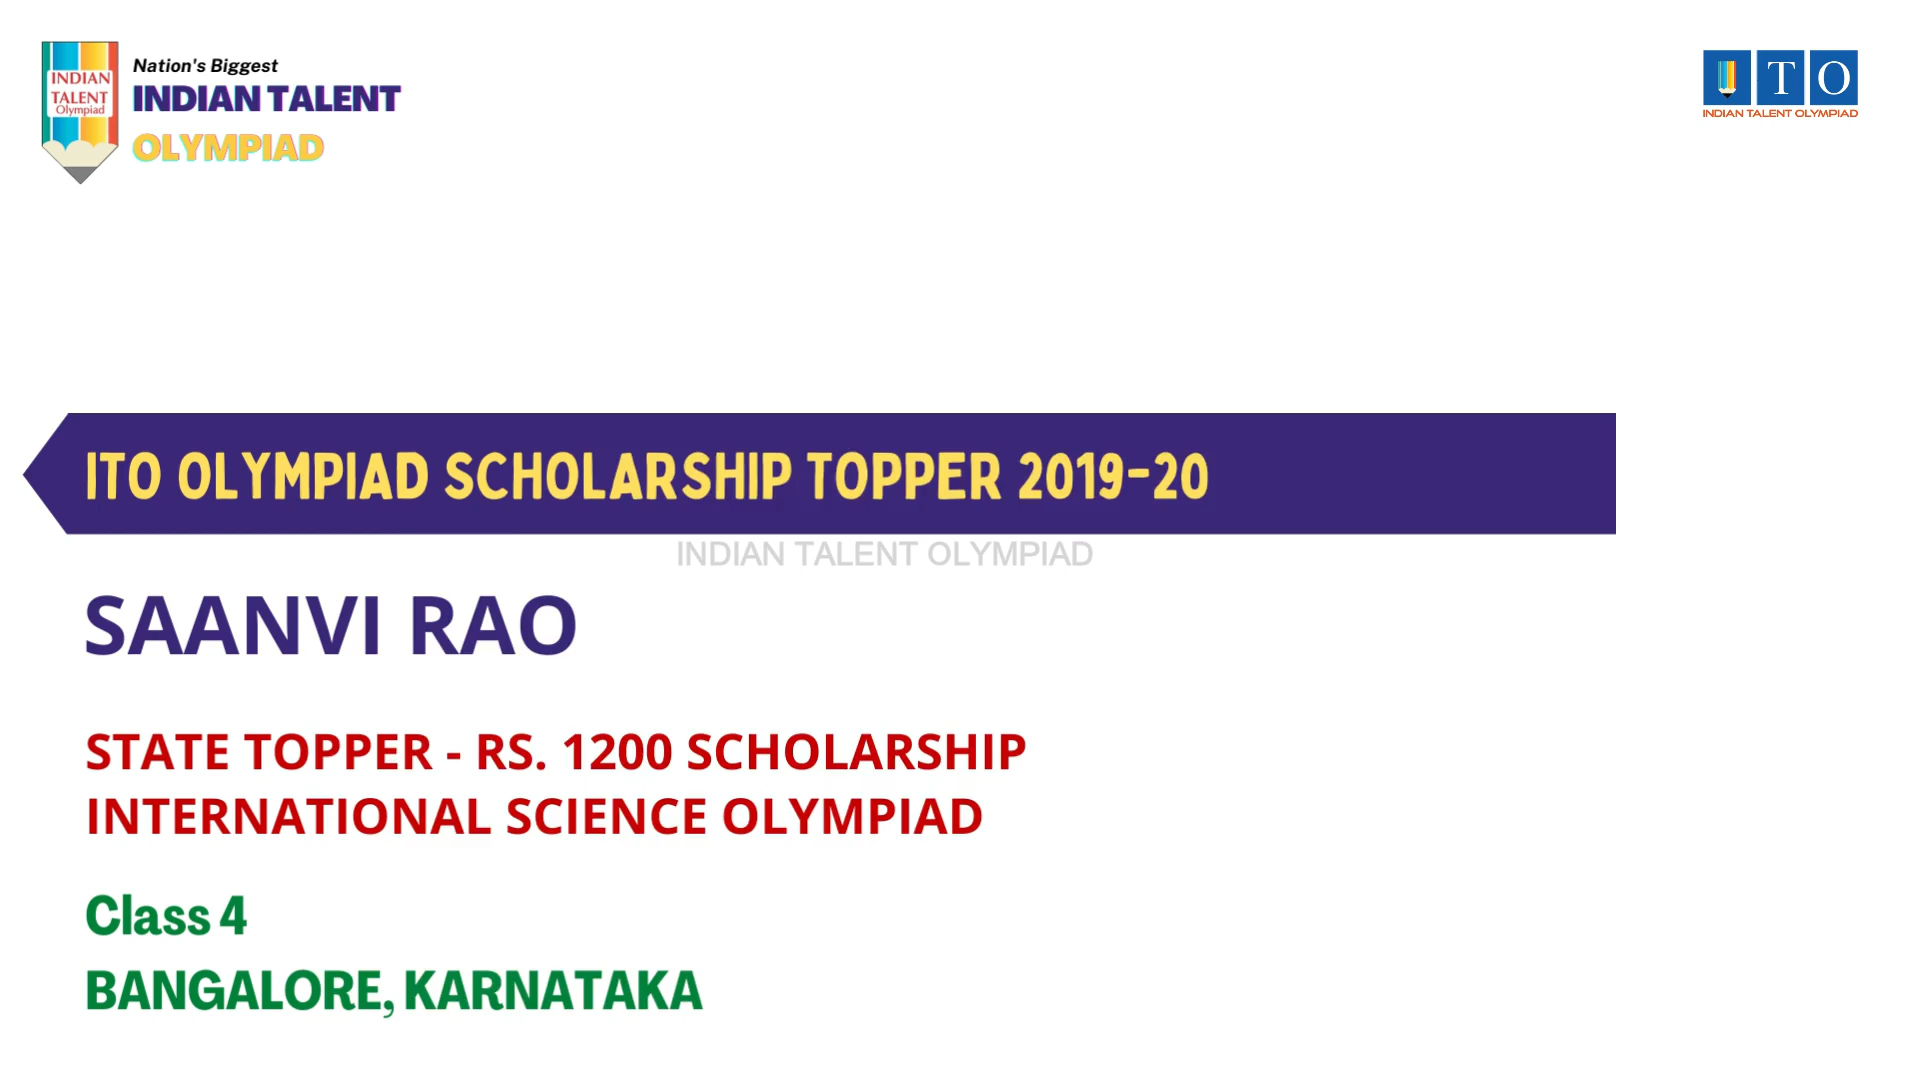 INDIAN
TALENT
Olympiad
Nation's Biggest
INDIAN TALENT
OLYMPIAD
T O
INDIAN TALENT OLYMPIAD
ITO OLYMPIAD SCHOLARSHIP TOPPER 2019-20
INDIAN TALENT OLYMPIAD
SAANVI RAO
STATE TOPPER - RS. 1200 SCHOLARSHIP
INTERNATIONAL SCIENCE OLYMPIAD
Class 4
BANGALORE, KARNATAKA